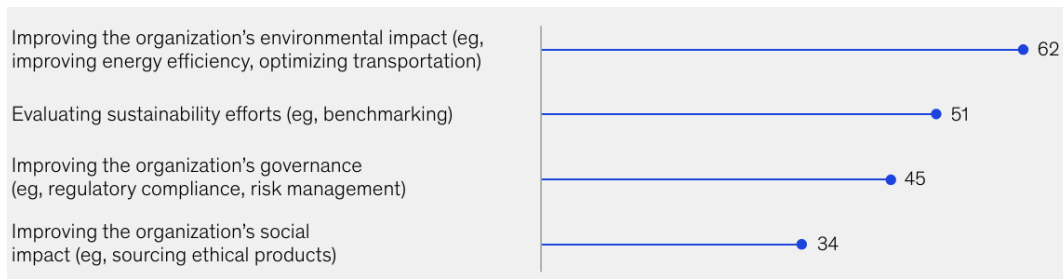 Improving the organization’s environmental impact (eg,
improving energy efficiency, optimizing transportation)
62
Evaluating sustainability efforts (eg, benchmarking)
51
Improving the organization’s governance
(eg, regulatory compliance, risk management)
45
Improving the organization’s social
impact (eg, sourcing ethical products)
34